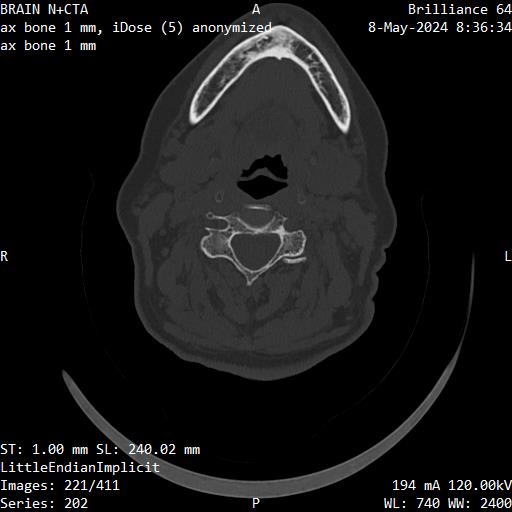 BRAIN N+CTA A Brilliance 64
ax bone 1 mm, iDose (5) anonymized 8-May-2024 8:36:34
ax bone 1 mm
R L
ST: 1.00 mm SL: 240.02 mm
LittleEndianImplicit
Images: 221/411 194 mA 120.00kV
Series: 202 P WL: 740 WW: 2400